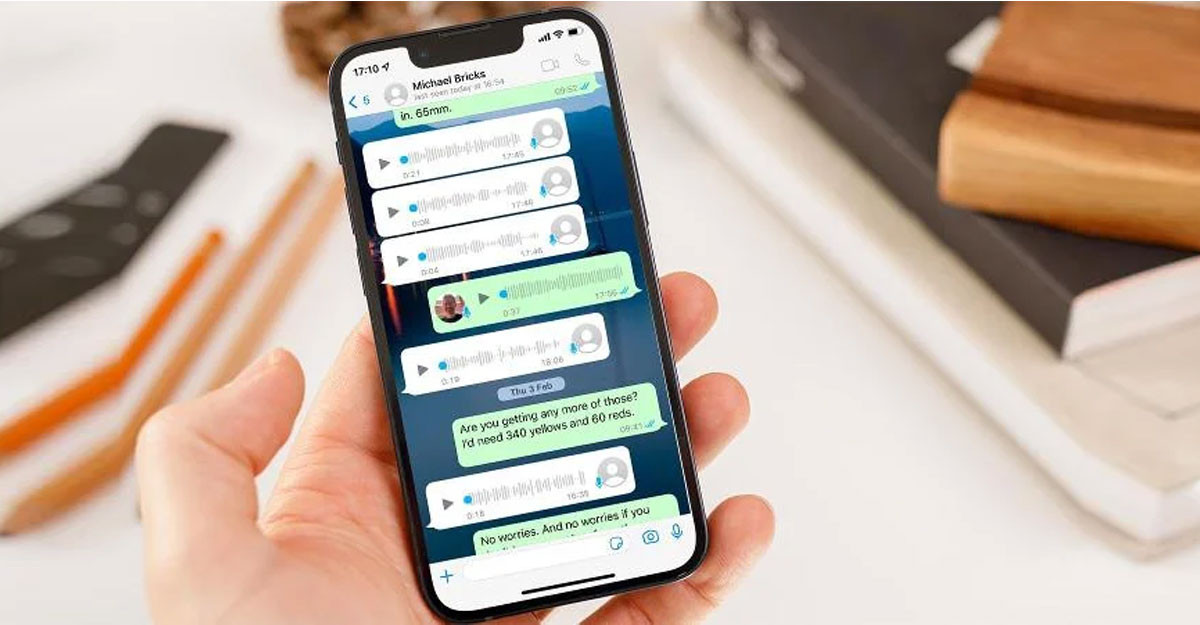 17:10
5
Michael Bricks
last seen today at 16:54
in. 65mm.
09:52
0:21
17:45
0:08
17:46
0:04
17:46
0:37
17:56
0:19
18:06
Thu 3 Feb
Are you getting any more of those?
I'd need 340 yellows and 60 reds.
09:41
0:18
16:39
No worries. And no worries if you